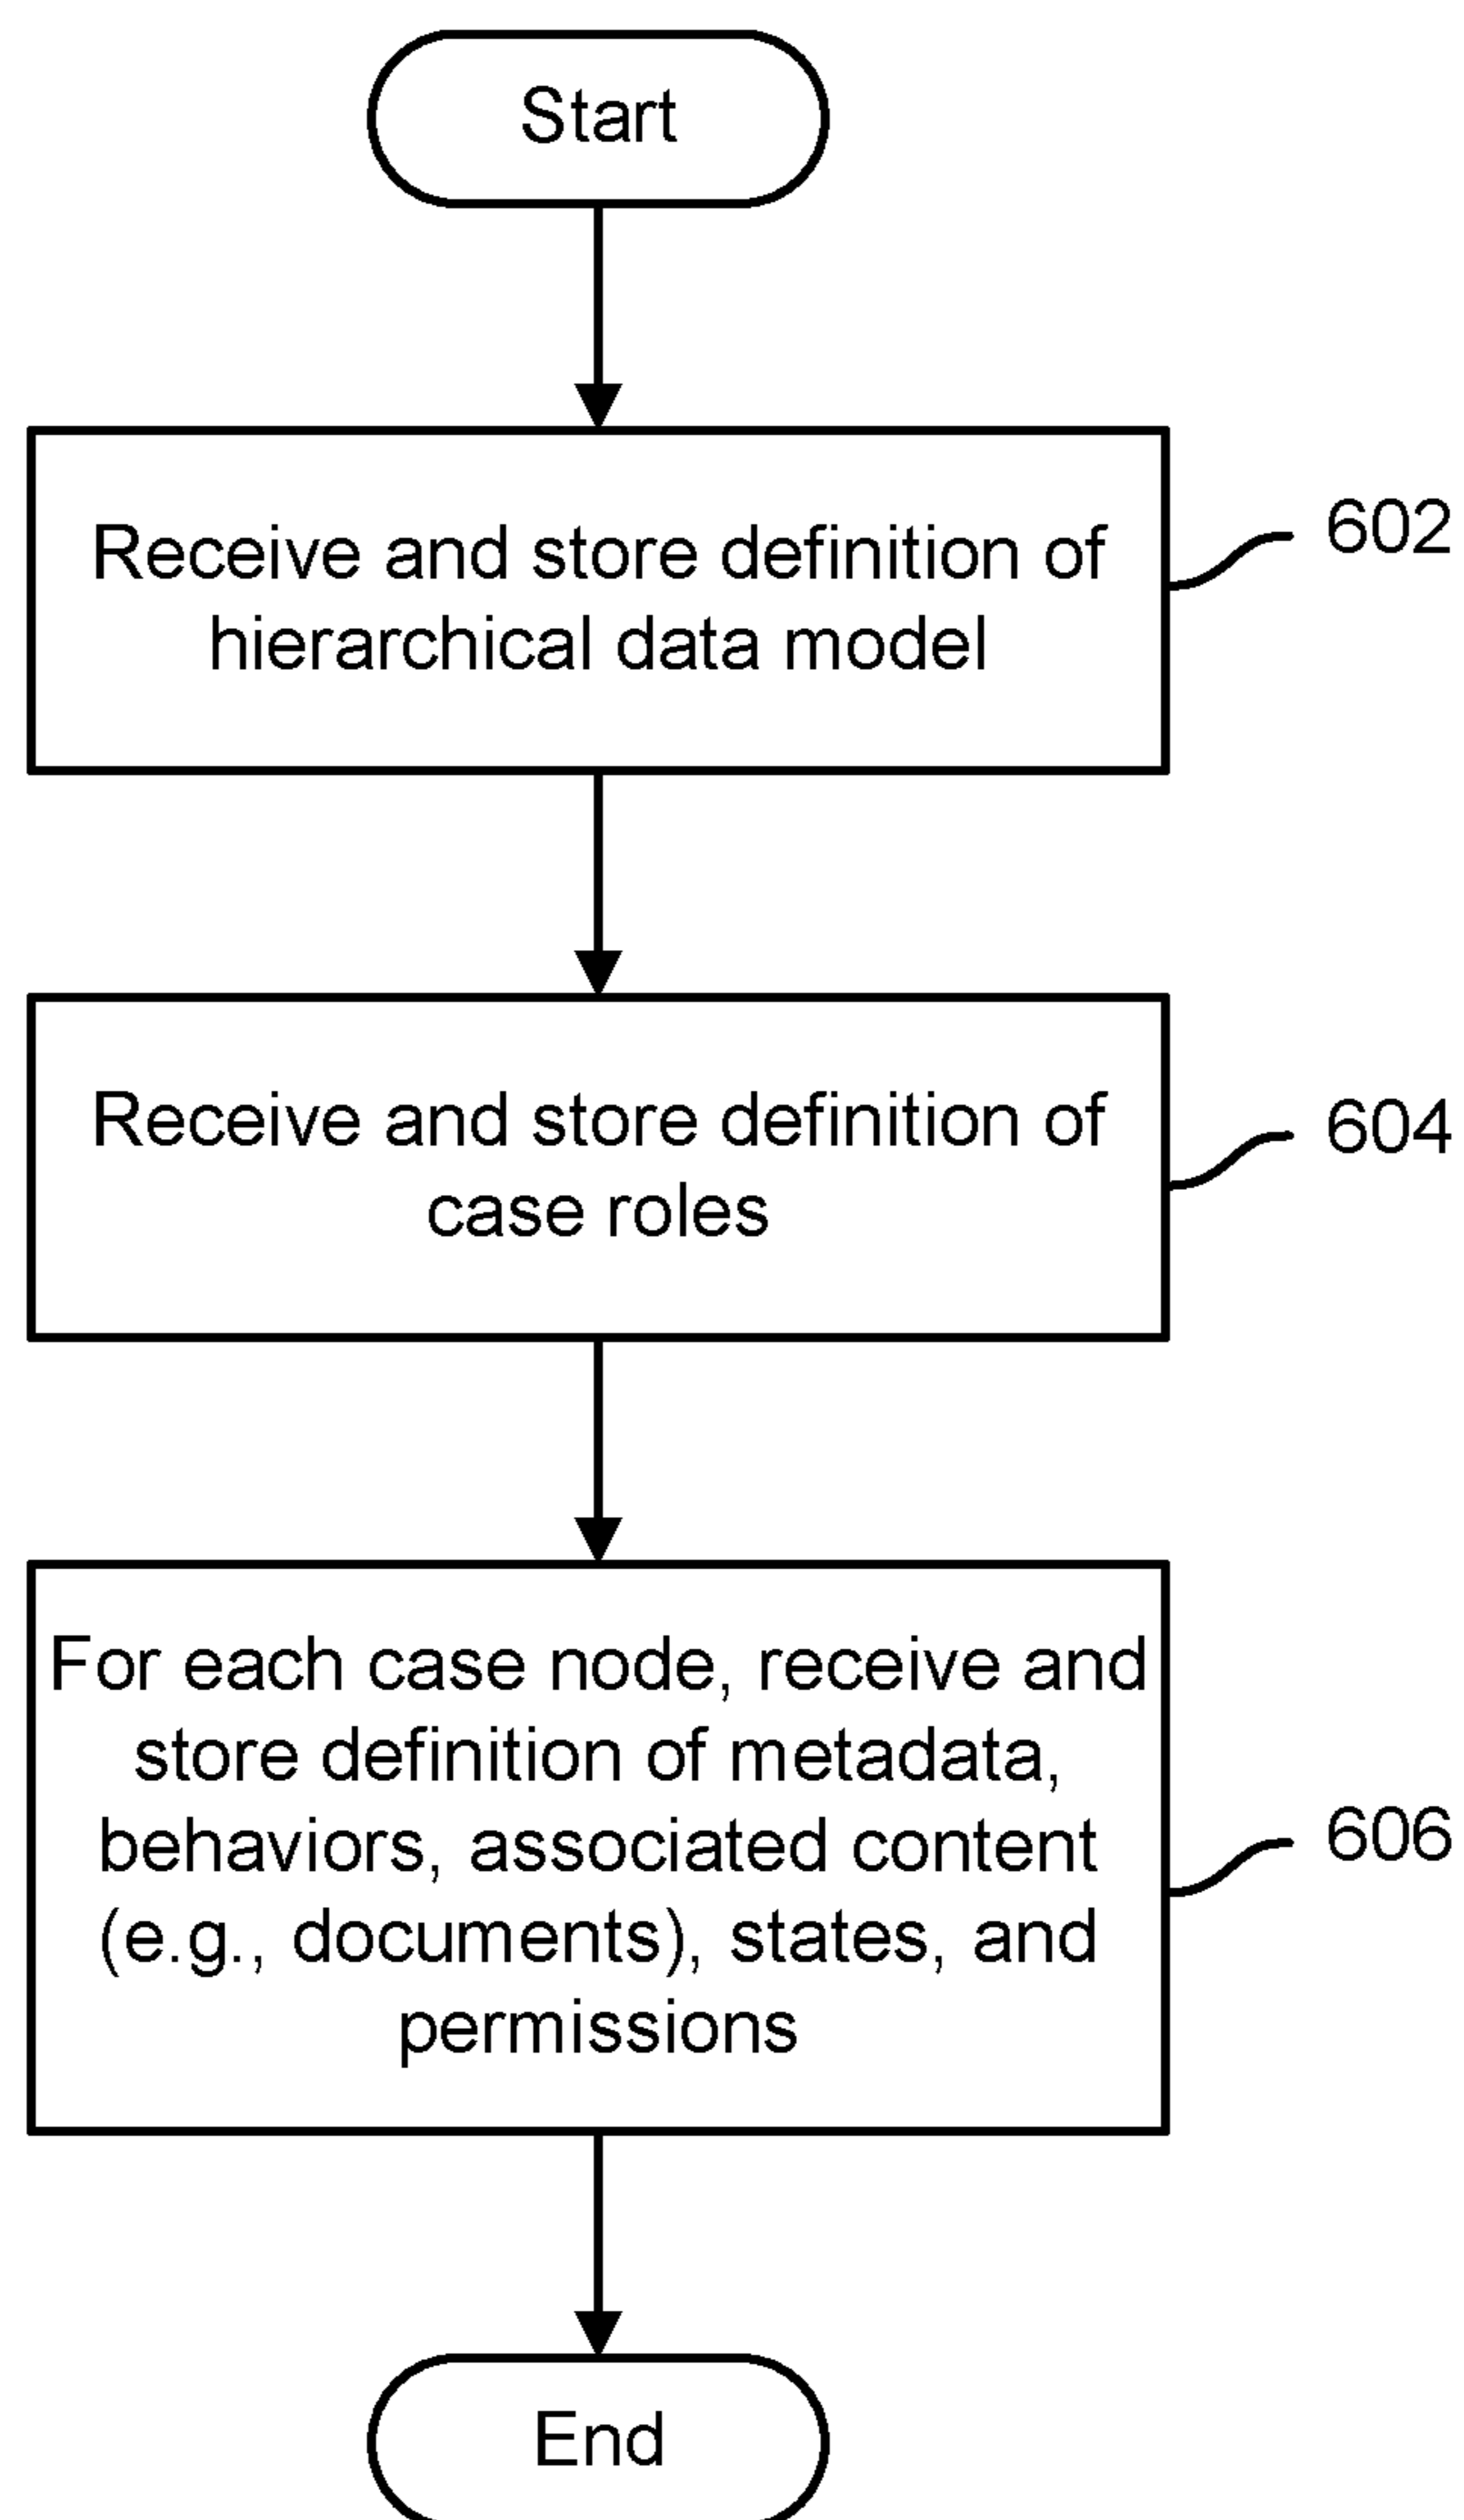 Start
Receive and store definition of
hierarchical data model
602
Receive and store definition of
case roles
604
For each case node, receive and
store definition of metadata,
behaviors, associated content
(e.g., documents), states, and
permissions
606
End